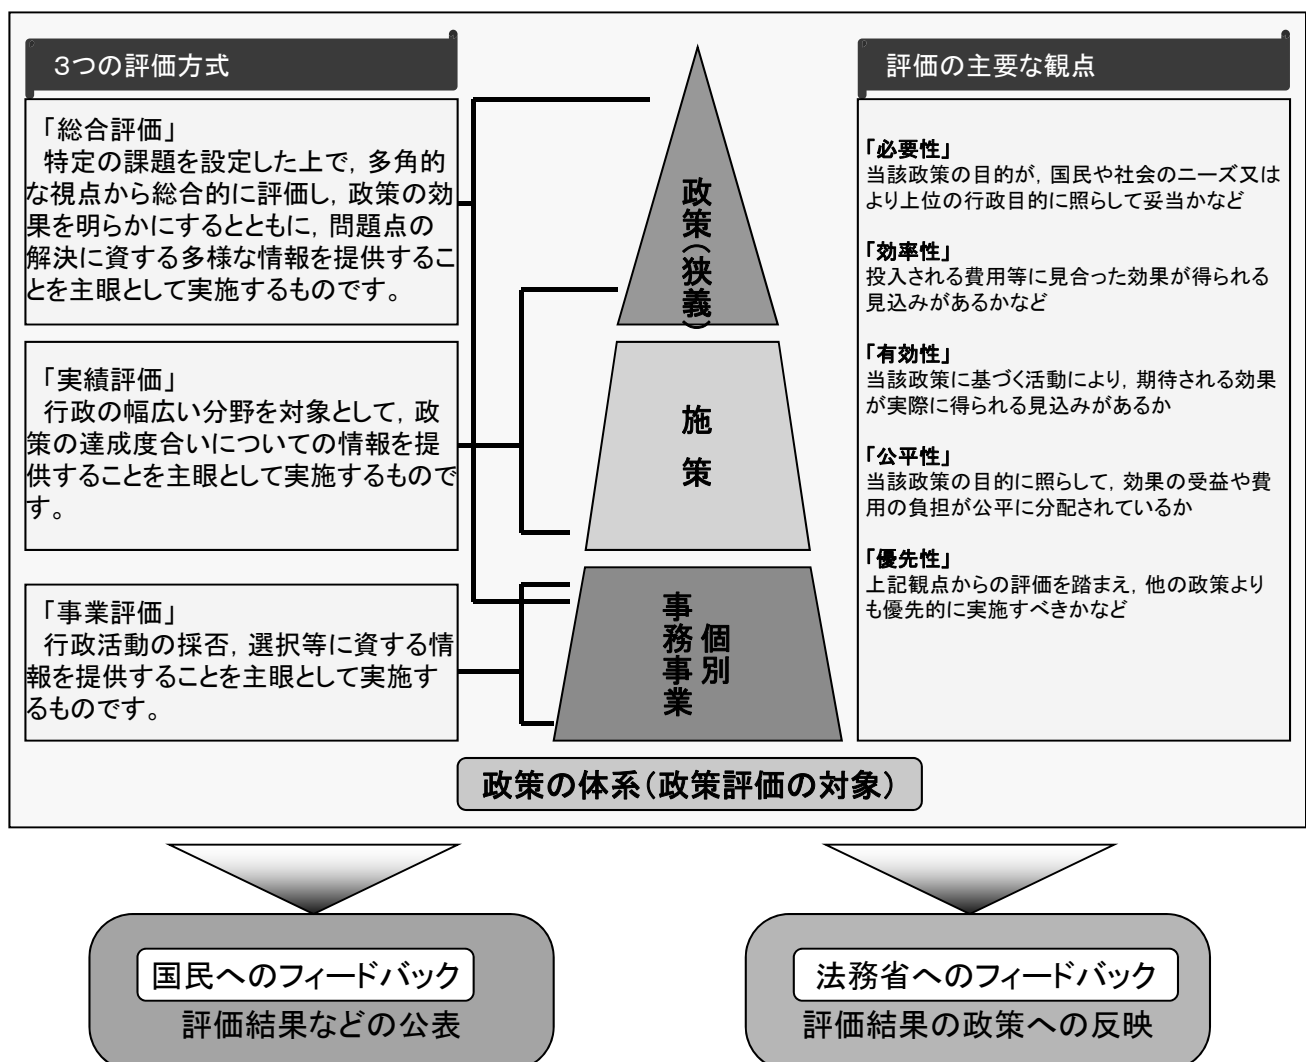 3つの評価方式
「総合評価」
特定の課題を設定した上で，多角的
な視点から総合的に評価し，政策の効
果を明らかにするとともに，問題点の
解決に資する多様な情報を提供するこ
とを主眼として実施するものです。
「実績評価」
行政の幅広い分野を対象として，政
策の達成度合いについての情報を提
供することを主眼として実施するもので
す。
「事業評価」
行政活動の採否，選択等に資する情
報を提供することを主眼として実施す
るものです。
政策（狭義）
施策
個別
事務事業
政策の体系（政策評価の対象）
評価の主要な観点
「必要性」
当該政策の目的が，国民や社会のニーズ又は
より上位の行政目的に照らして妥当かなど
「効率性」
投入される費用等に見合った効果が得られる
見込みがあるかなど
「有効性」
当該政策に基づく活動により，期待される効果
が実際に得られる見込みがあるか
「公平性」
当該政策の目的に照らして，効果の受益や費
用の負担が公平に分配されているか
「優先性」
上記観点からの評価を踏まえ，他の政策より
も優先的に実施すべきかなど
国民へのフィードバック
評価結果などの公表
法務省へのフィードバック
評価結果の政策への反映